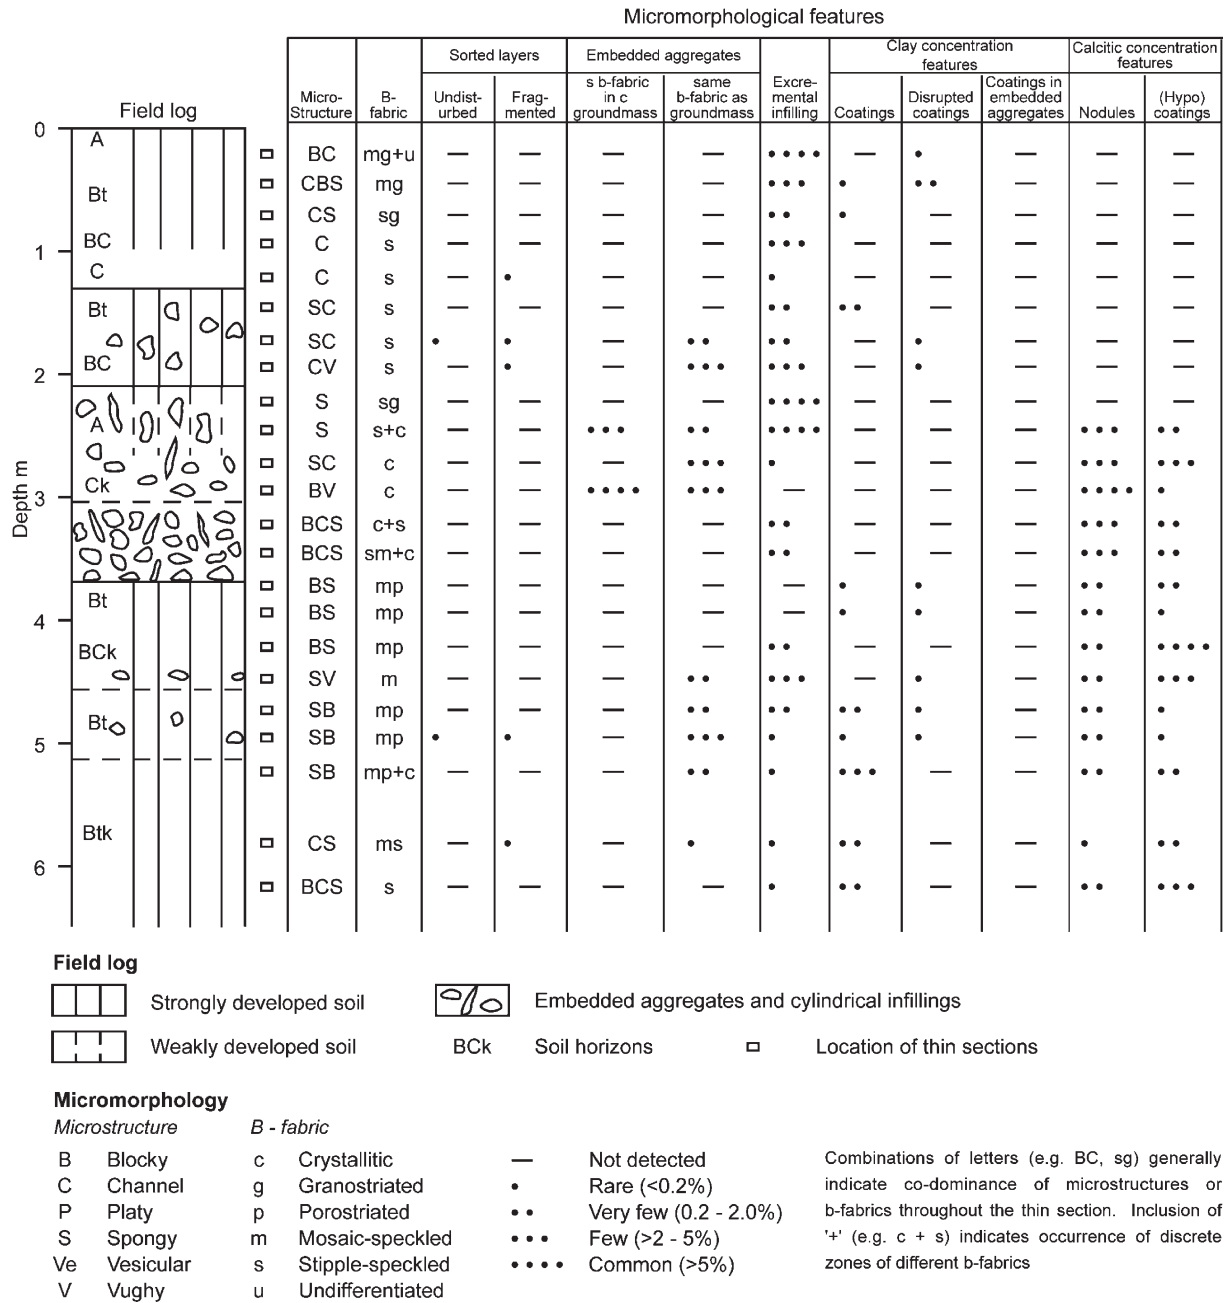 Micromorphological features
Sorted layers Embedded aggregates Clay concentration features Calcitic concentration features
Field log Micro-Structure B-fabric Undist-urbed Frag-mented s b-fabric in c groundmass same b-fabric as groundmass Excre-mental infilling Coatings Disrupted coatings Coatings in embedded aggregates Nodules (Hypo) coatings
Depth m
0
1
2
3
4
5
6
A
Bt
BC
C
Bt
BC
A
Ck
Bt
BCk
Bt
Btk
BC mg+u — — — — •••• — • — — —
CBS mg — — — — ••• • •• — — —
CS sg — — — — •• • — — — —
C s — — — — ••• — — — — —
C s — • — — • — — — — —
SC s — — — — •• •• — — — —
SC s • • — •• •• — • — — —
CV s — • — ••• ••• — • — — —
S sg — — — — •••• — — — — —
S s+c — — ••• •• •••• — — — ••• ••
SC c — — — ••• • — — — ••• •••
BV c — — •••• ••• — — — — •••• •
BCS c+s — — — — •• — — — ••• ••
BCS sm+c — — — — •• — — — ••• ••
BS mp — — — — — • • — •• ••
BS mp — — — — — • • — •• •
BS mp — — — — •• — — — •• ••••
SV m — — — •• ••• — • — •• •••
SB mp — — — •• •• •• • — •• •
SB mp • • — ••• • • • — •• •
SB mp+c — — — •• • ••• — — •• ••
CS ms — • — • • •• — — • ••
BCS s — — — — • •• — — •• •••
Field log
Strongly developed soil Embedded aggregates and cylindrical infillings
Weakly developed soil BCk Soil horizons Location of thin sections
Micromorphology
Microstructure B - fabric
B Blocky c Crystallitic — Not detected
C Channel g Granostriated • Rare (<0.2%)
P Platy p Porostriated •• Very few (0.2 - 2.0%)
S Spongy m Mosaic-speckled ••• Few (>2 - 5%)
Ve Vesicular s Stipple-speckled •••• Common (>5%)
V Vughy u Undifferentiated
Combinations of letters (e.g. BC, sg) generally
indicate co-dominance of microstructures or
b-fabrics throughout the thin section. Inclusion of
'+' (e.g. c + s) indicates occurrence of discrete
zones of different b-fabrics